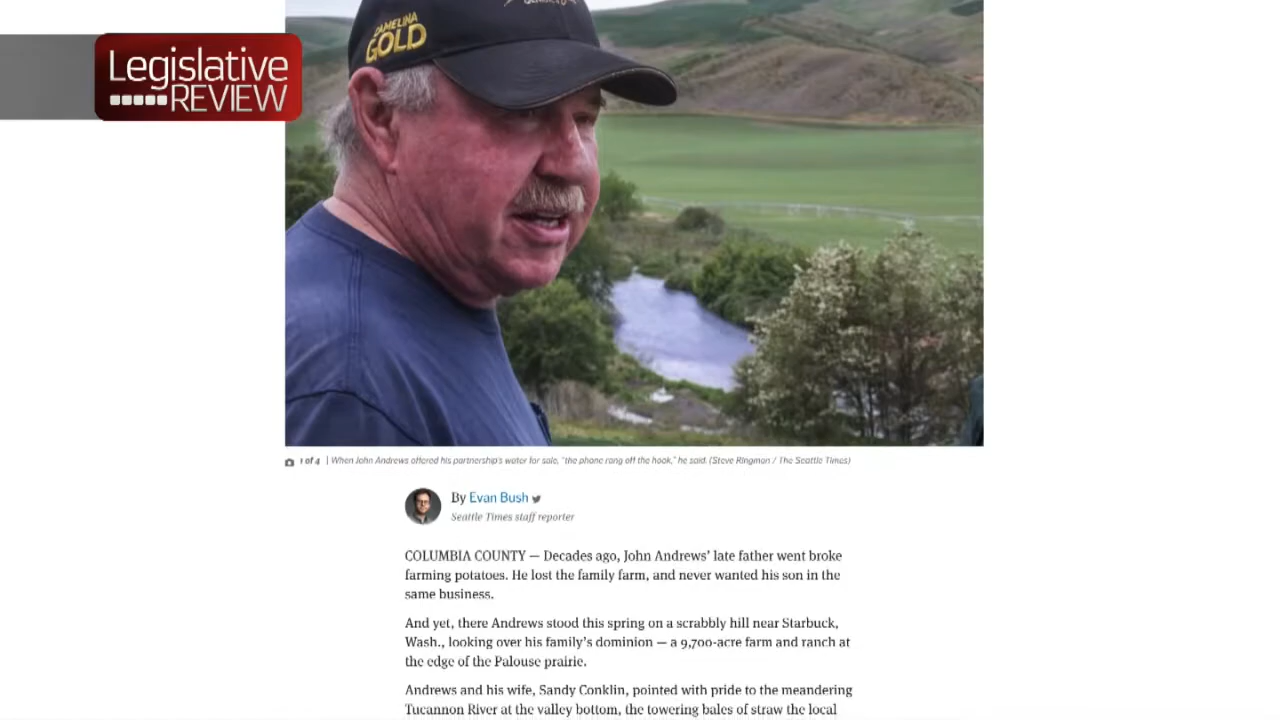 CAMELINA
GOLD
Legislative
REVIEW
1 of 4 | When John Andrews offered his partnership's water for sale, "the phone rang off the hook," he said. (Steve Ringman / The Seattle Times)
By Evan Bush
Seattle Times staff reporter
COLUMBIA COUNTY — Decades ago, John Andrews' late father went broke
farming potatoes. He lost the family farm, and never wanted his son in the
same business.
And yet, there Andrews stood this spring on a scrabbly hill near Starbuck,
Wash., looking over his family's dominion — a 9,700-acre farm and ranch at
the edge of the Palouse prairie.
Andrews and his wife, Sandy Conklin, pointed with pride to the meandering
Tucannon River at the valley bottom, the towering bales of straw the local